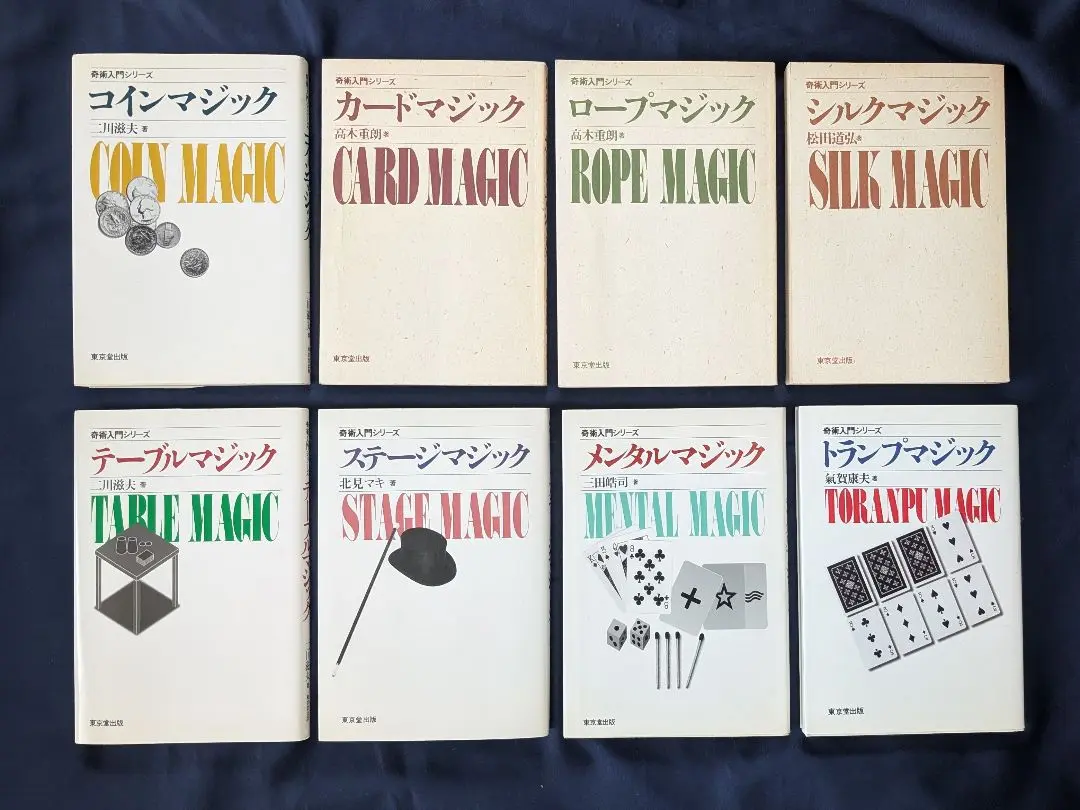 奇術入門シリーズ
コインマジック
二川滋夫 著
COIN MAGIC
東京堂出版
奇術入門シリーズ
カードマジック
高木重朗 著
CARD MAGIC
奇術入門シリーズ
ロープマジック
高木重朗 著
ROPE MAGIC
東京堂出版
奇術入門シリーズ
シルクマジック
松田道弘 著
SILK MAGIC
東京堂出版
奇術入門シリーズ
テーブルマジック
二川滋夫 著
TABLE MAGIC
東京堂出版
奇術入門シリーズ
ステージマジック
北見マキ 著
STAGE MAGIC
東京堂出版
奇術入門シリーズ
メンタルマジック
三田皓司 著
MENTAL MAGIC
東京堂出版
奇術入門シリーズ
トランプマジック
氣賀康夫 著
TORANPU MAGIC
東京堂出版